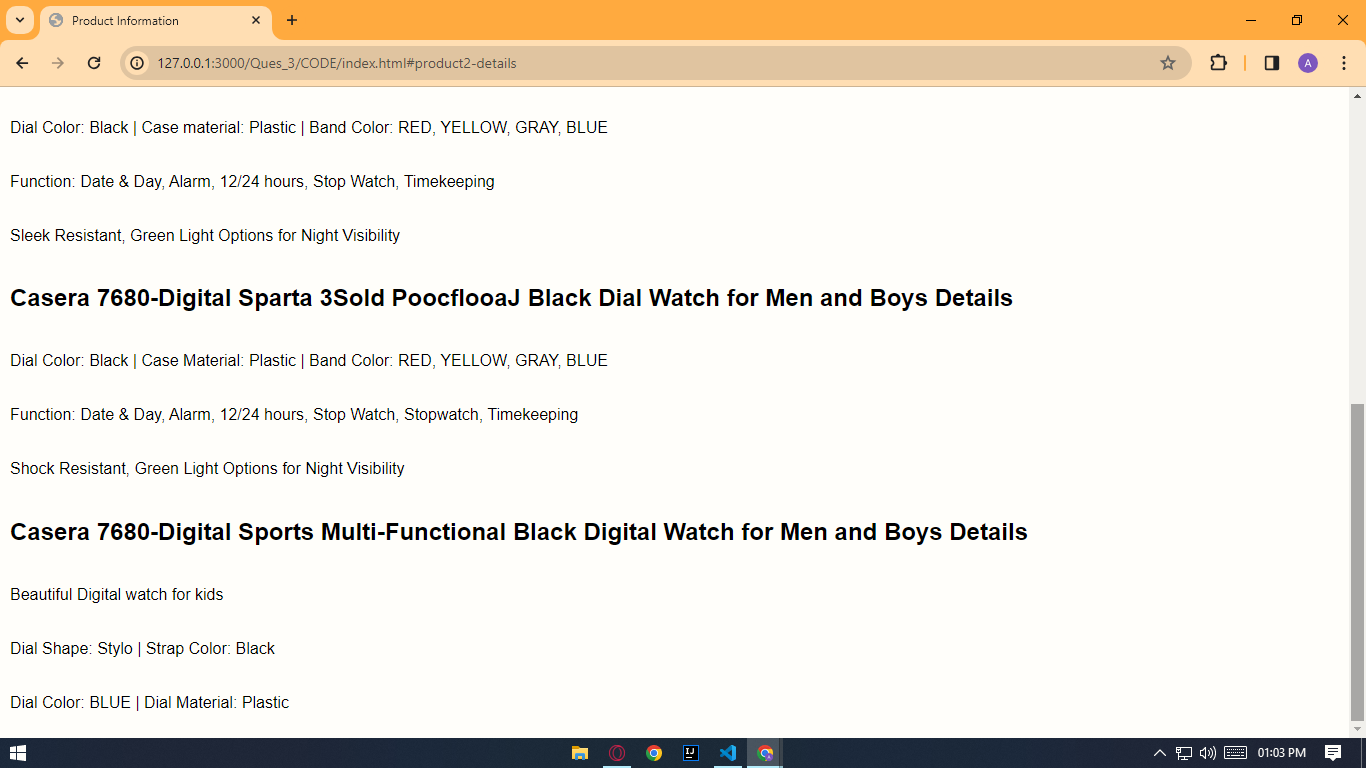 Product Information
127.0.0.1:3000/Ques_3/CODE/index.html#product2-details
A
Dial Color: Black | Case material: Plastic | Band Color: RED, YELLOW, GRAY, BLUE
Function: Date & Day, Alarm, 12/24 hours, Stop Watch, Timekeeping
Sleek Resistant, Green Light Options for Night Visibility
Casera 7680-Digital Sparta 3Sold PoocflooaJ Black Dial Watch for Men and Boys Details
Dial Color: Black | Case Material: Plastic | Band Color: RED, YELLOW, GRAY, BLUE
Function: Date & Day, Alarm, 12/24 hours, Stop Watch, Stopwatch, Timekeeping
Shock Resistant, Green Light Options for Night Visibility
Casera 7680-Digital Sports Multi-Functional Black Digital Watch for Men and Boys Details
Beautiful Digital watch for kids
Dial Shape: Stylo | Strap Color: Black
Dial Color: BLUE | Dial Material: Plastic
IJ
01:03 PM